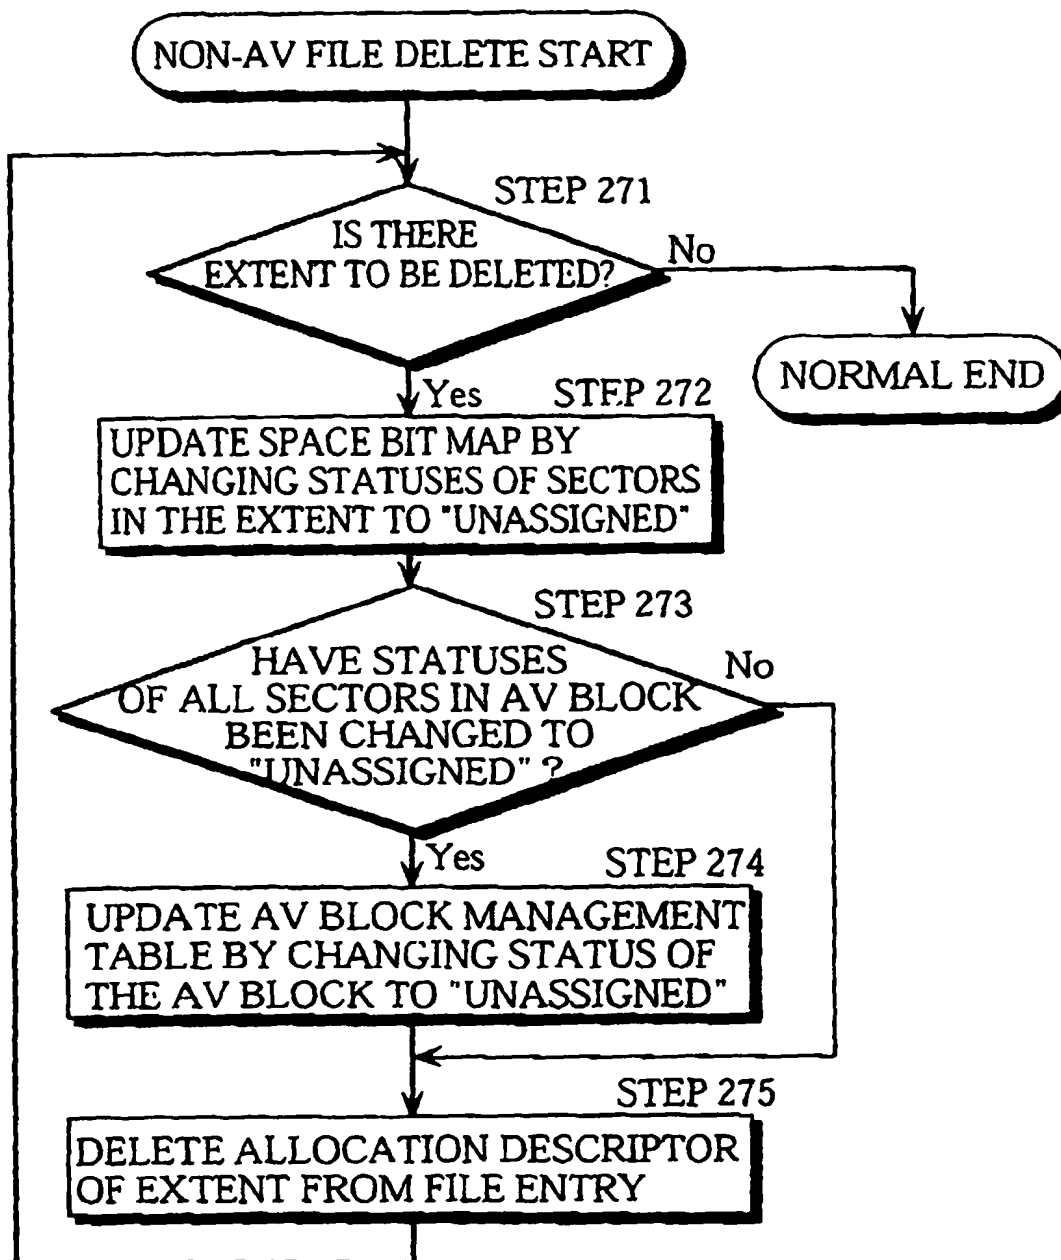 NON-AV FILE DELETE START
STEP 271
IS THERE
EXTENT TO BE DELETED?
No
NORMAL END
Yes
STEP 272
UPDATE SPACE BIT MAP BY
CHANGING STATUSES OF SECTORS
IN THE EXTENT TO "UNASSIGNED"
STEP 273
HAVE STATUSES
OF ALL SECTORS IN AV BLOCK
BEEN CHANGED TO
"UNASSIGNED" ?
No
Yes
STEP 274
UPDATE AV BLOCK MANAGEMENT
TABLE BY CHANGING STATUS OF
THE AV BLOCK TO "UNASSIGNED"
STEP 275
DELETE ALLOCATION DESCRIPTOR
OF EXTENT FROM FILE ENTRY